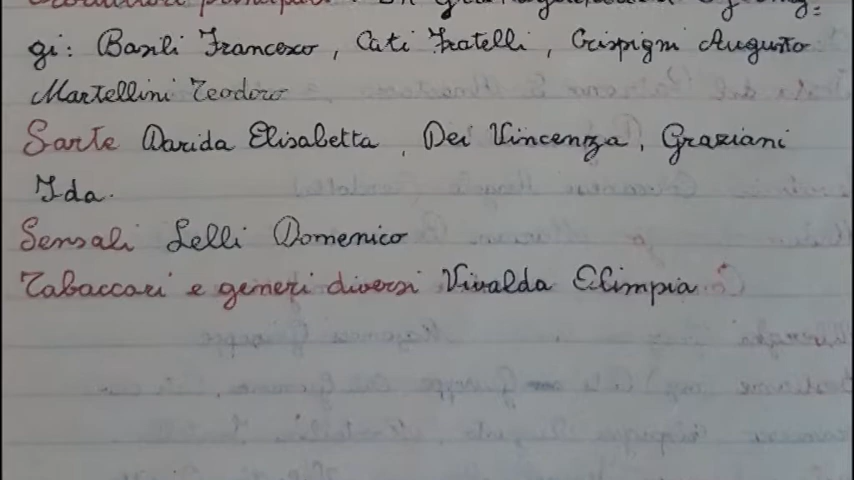 gi: Basili Francesco, Cati Fratelli, Crispigni Augusto
Martellini Teodoro
Sarte Darida Elisabetta, Dei Vincenza, Graziani
Ida.
Sensali Lelli Domenico
Tabaccari e generi diversi Vivalda Elimpia